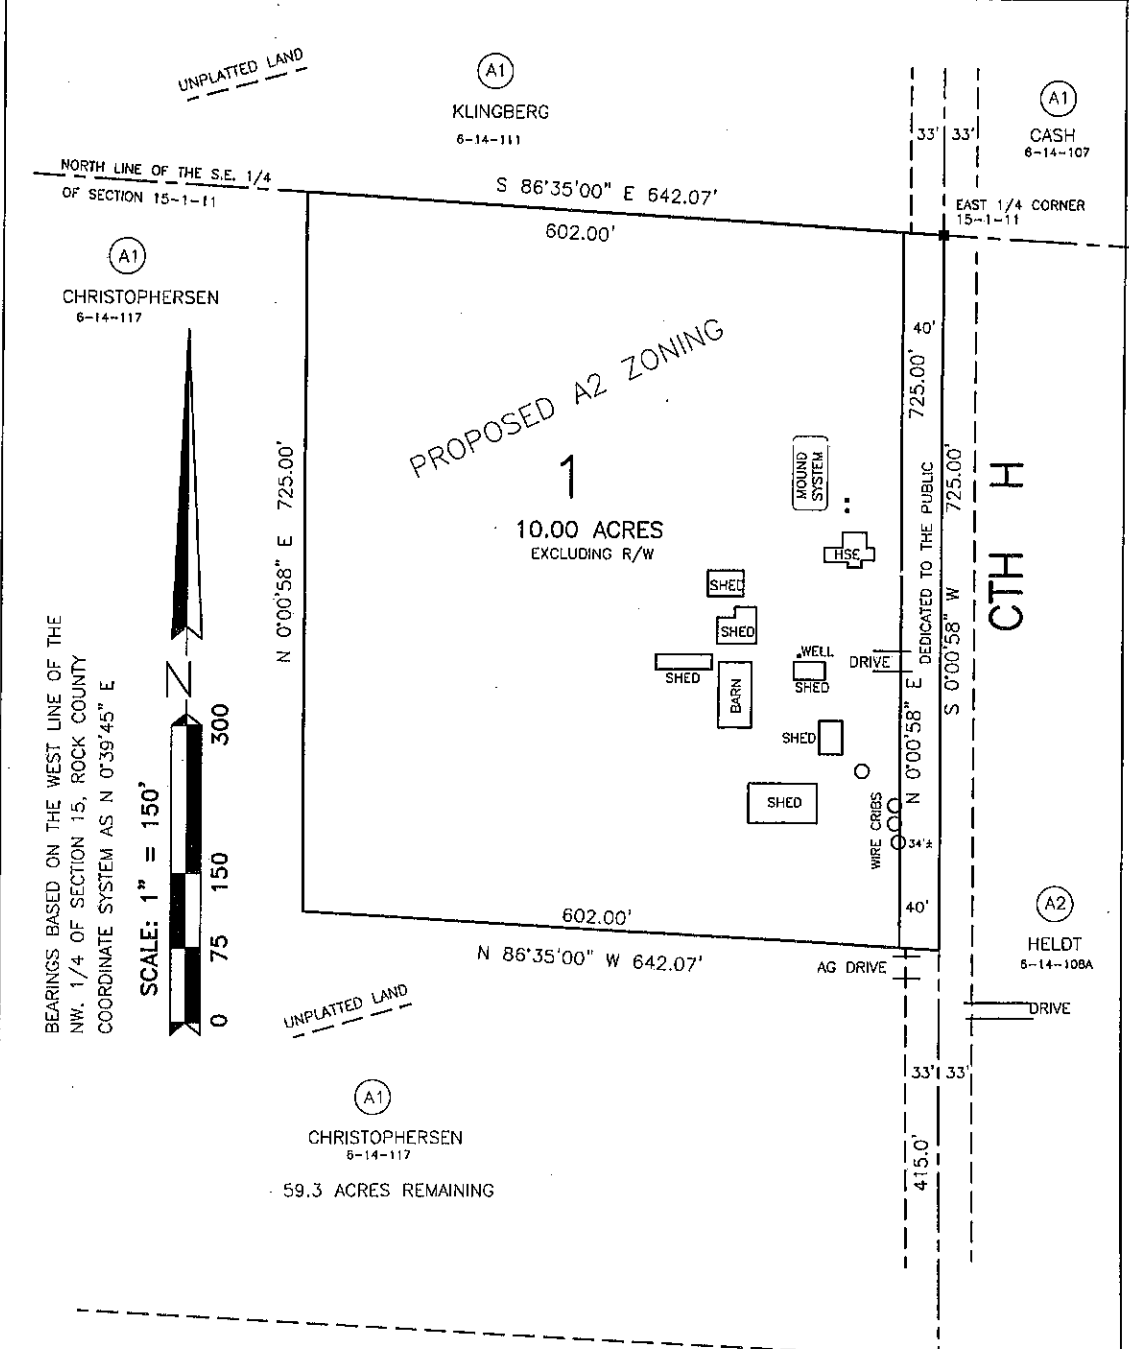 UNPLATTED LAND
A1
KLINGBERG
6-14-111
33' 33'
A1
CASH
6-14-107
NORTH LINE OF THE S.E. 1/4
OF SECTION 15-1-11
S 86°35'00" E 642.07'
602.00'
EAST 1/4 CORNER
15-1-11
A1
CHRISTOPHERSEN
6-14-117
PROPOSED A2 ZONING
1
10.00 ACRES
EXCLUDING R/W
N 0°00'58" E 725.00'
MOUND
SYSTEM
HSE
SHED
SHED
SHED
BARN
WELL
SHED
DRIVE
SHED
SHED
WIRE CRIBS
34'±
40'
725.00'
DEDICATED TO THE PUBLIC
N 0°00'58" E
S 0°00'58" W 725.00'
CTH H
40'
602.00'
N 86°35'00" W 642.07'
AG DRIVE
A2
HELDT
6-14-108A
DRIVE
BEARINGS BASED ON THE WEST LINE OF THE
NW. 1/4 OF SECTION 15, ROCK COUNTY
COORDINATE SYSTEM AS N 0°39'45" E
SCALE: 1" = 150'
N
0 75 150 300
UNPLATTED LAND
33' 33'
415.0'
A1
CHRISTOPHERSEN
6-14-117
59.3 ACRES REMAINING